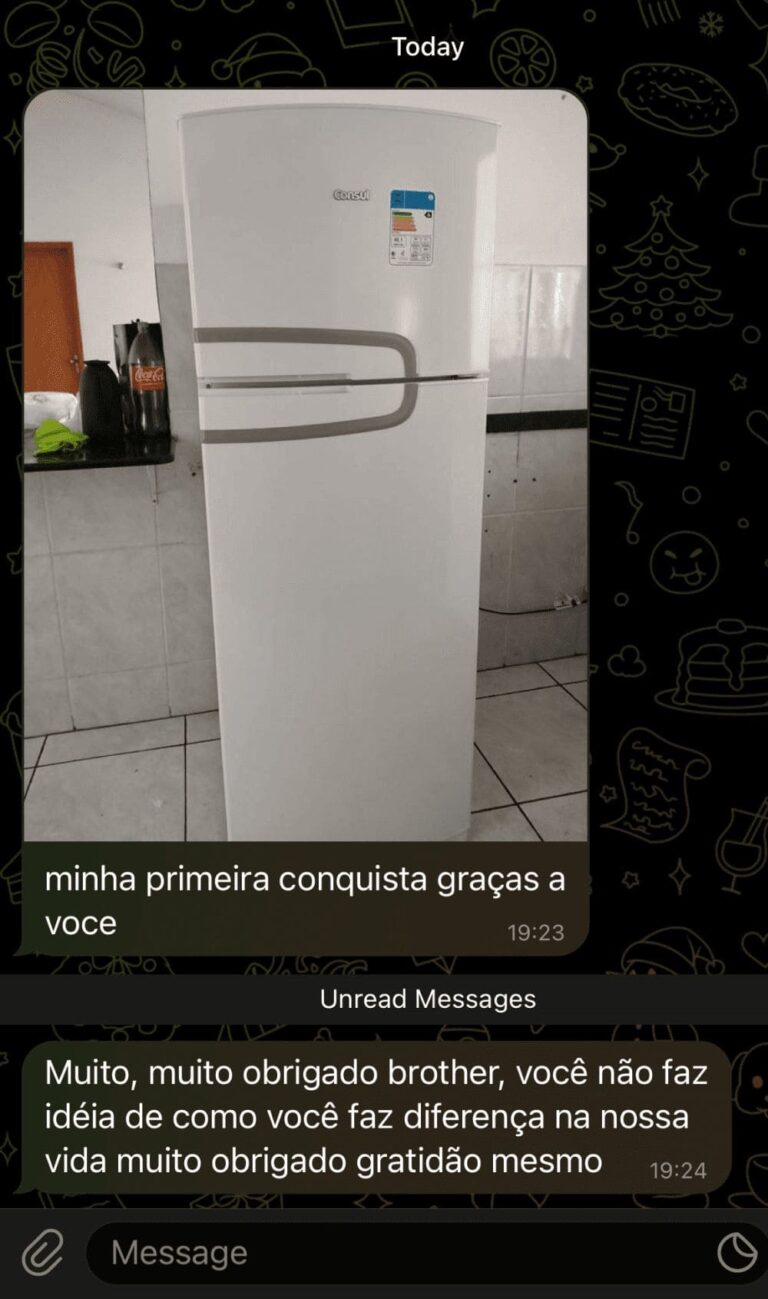 Today
Consul
Coca-Cola
minha primeira conquista graças a
voce
19:23
Unread Messages
Muito, muito obrigado brother, você não faz
idéia de como você faz diferença na nossa
vida muito obrigado gratidão mesmo
19:24
Message